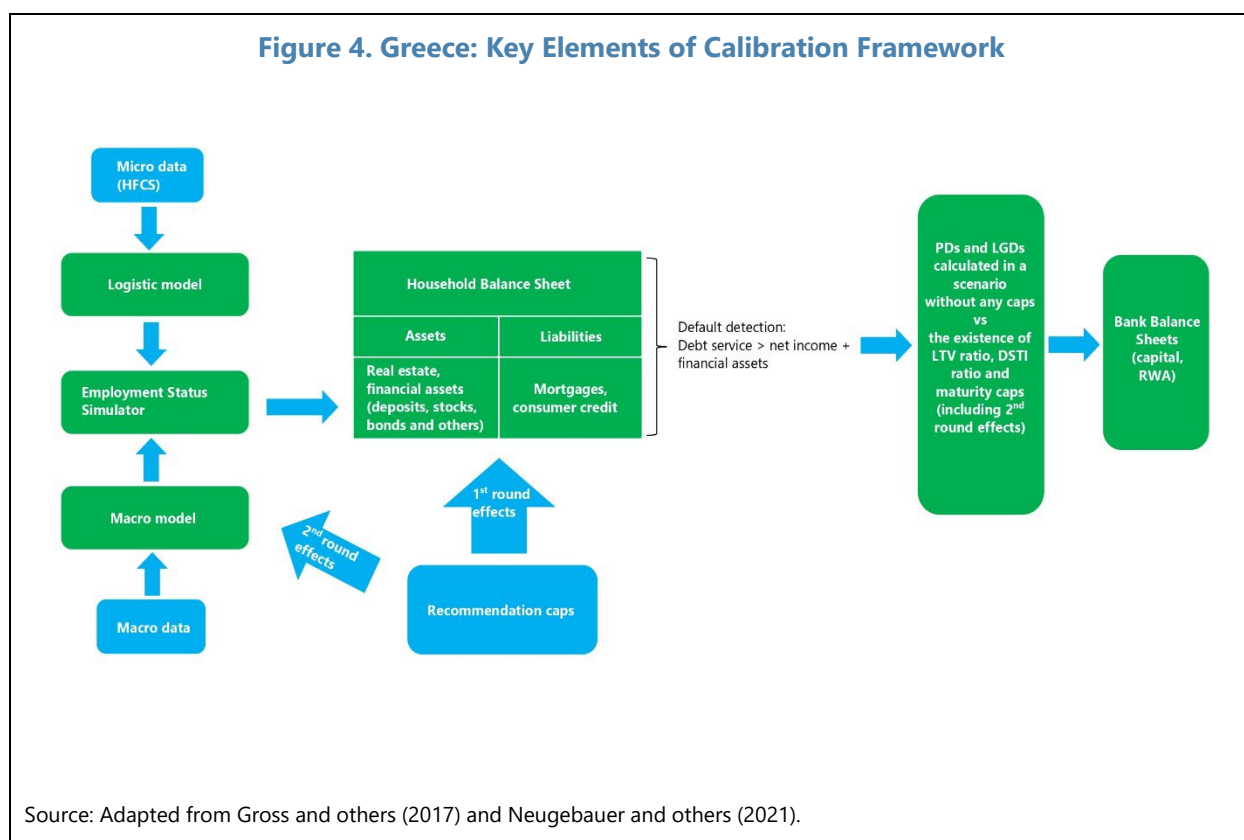 Figure 4. Greece: Key Elements of Calibration Framework
Micro data
(HFCS)
Logistic model
Employment Status
Simulator
Macro model
Macro data
Household Balance Sheet
Assets
Liabilities
Real estate,
financial assets
(deposits, stocks,
bonds and others)
Mortgages,
consumer credit
1st round
effects
2nd round
effects
Recommendation caps
Default detection:
Debt service > net income +
financial assets
PDs and LGDs
calculated in a
scenario
without any caps
vs
the existence of
LTV ratio, DSTI
ratio and
maturity caps
(including 2nd
round effects)
Bank Balance
Sheets
(capital,
RWA)
Source: Adapted from Gross and others (2017) and Neugebauer and others (2021).